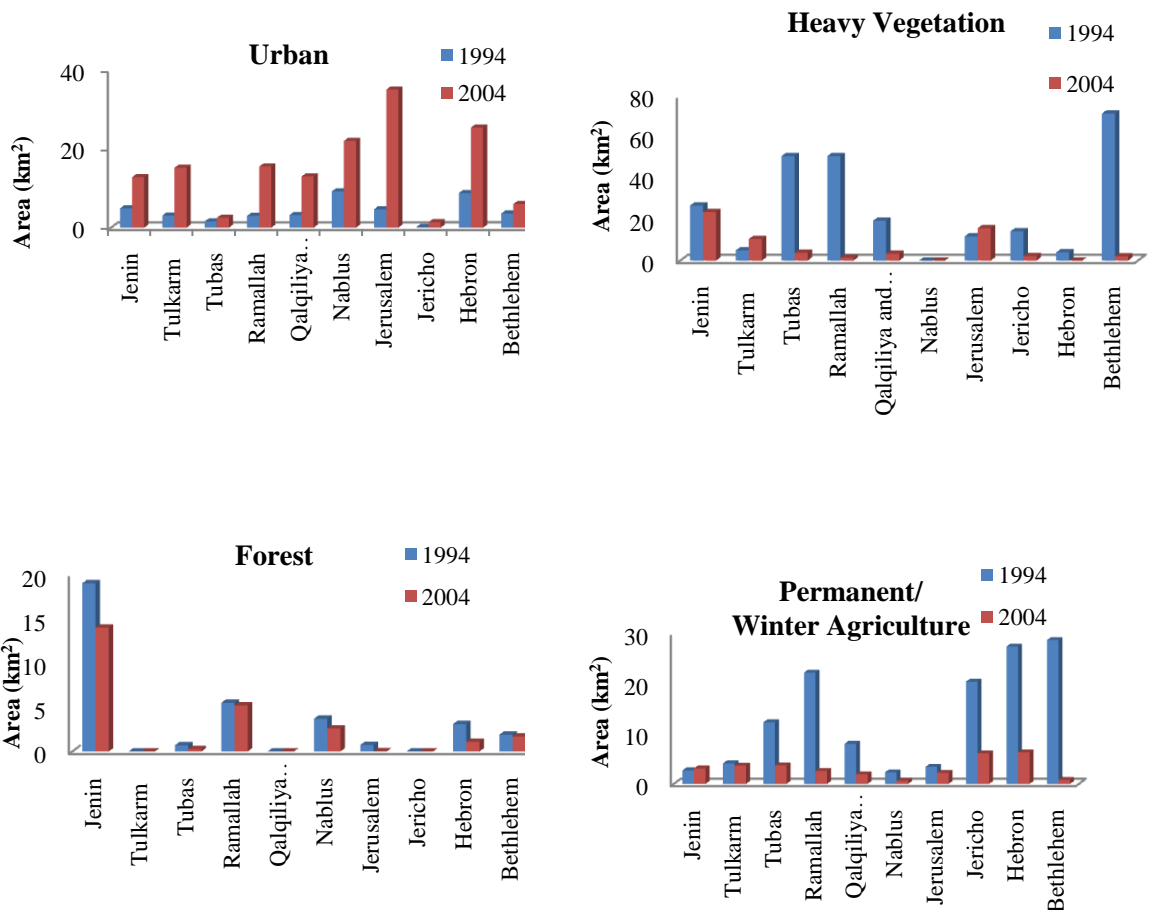 Urban
1994
2004
Area (km²)
40
20
0
Jenin
Tulkarm
Tubas
Ramallah
Qalqiliya…
Nablus
Jerusalem
Jericho
Hebron
Bethlehem
Heavy Vegetation
1994
2004
Area (km²)
80
60
40
20
0
Jenin
Tulkarm
Tubas
Ramallah
Qalqiliya and…
Nablus
Jerusalem
Jericho
Hebron
Bethlehem
Forest
1994
2004
Area (km²)
20
15
10
5
0
Jenin
Tulkarm
Tubas
Ramallah
Qalqiliya…
Nablus
Jerusalem
Jericho
Hebron
Bethlehem
Permanent/
Winter Agriculture
1994
2004
Area (km²)
30
20
10
0
Jenin
Tulkarm
Tubas
Ramallah
Qalqiliya…
Nablus
Jerusalem
Jericho
Hebron
Bethlehem